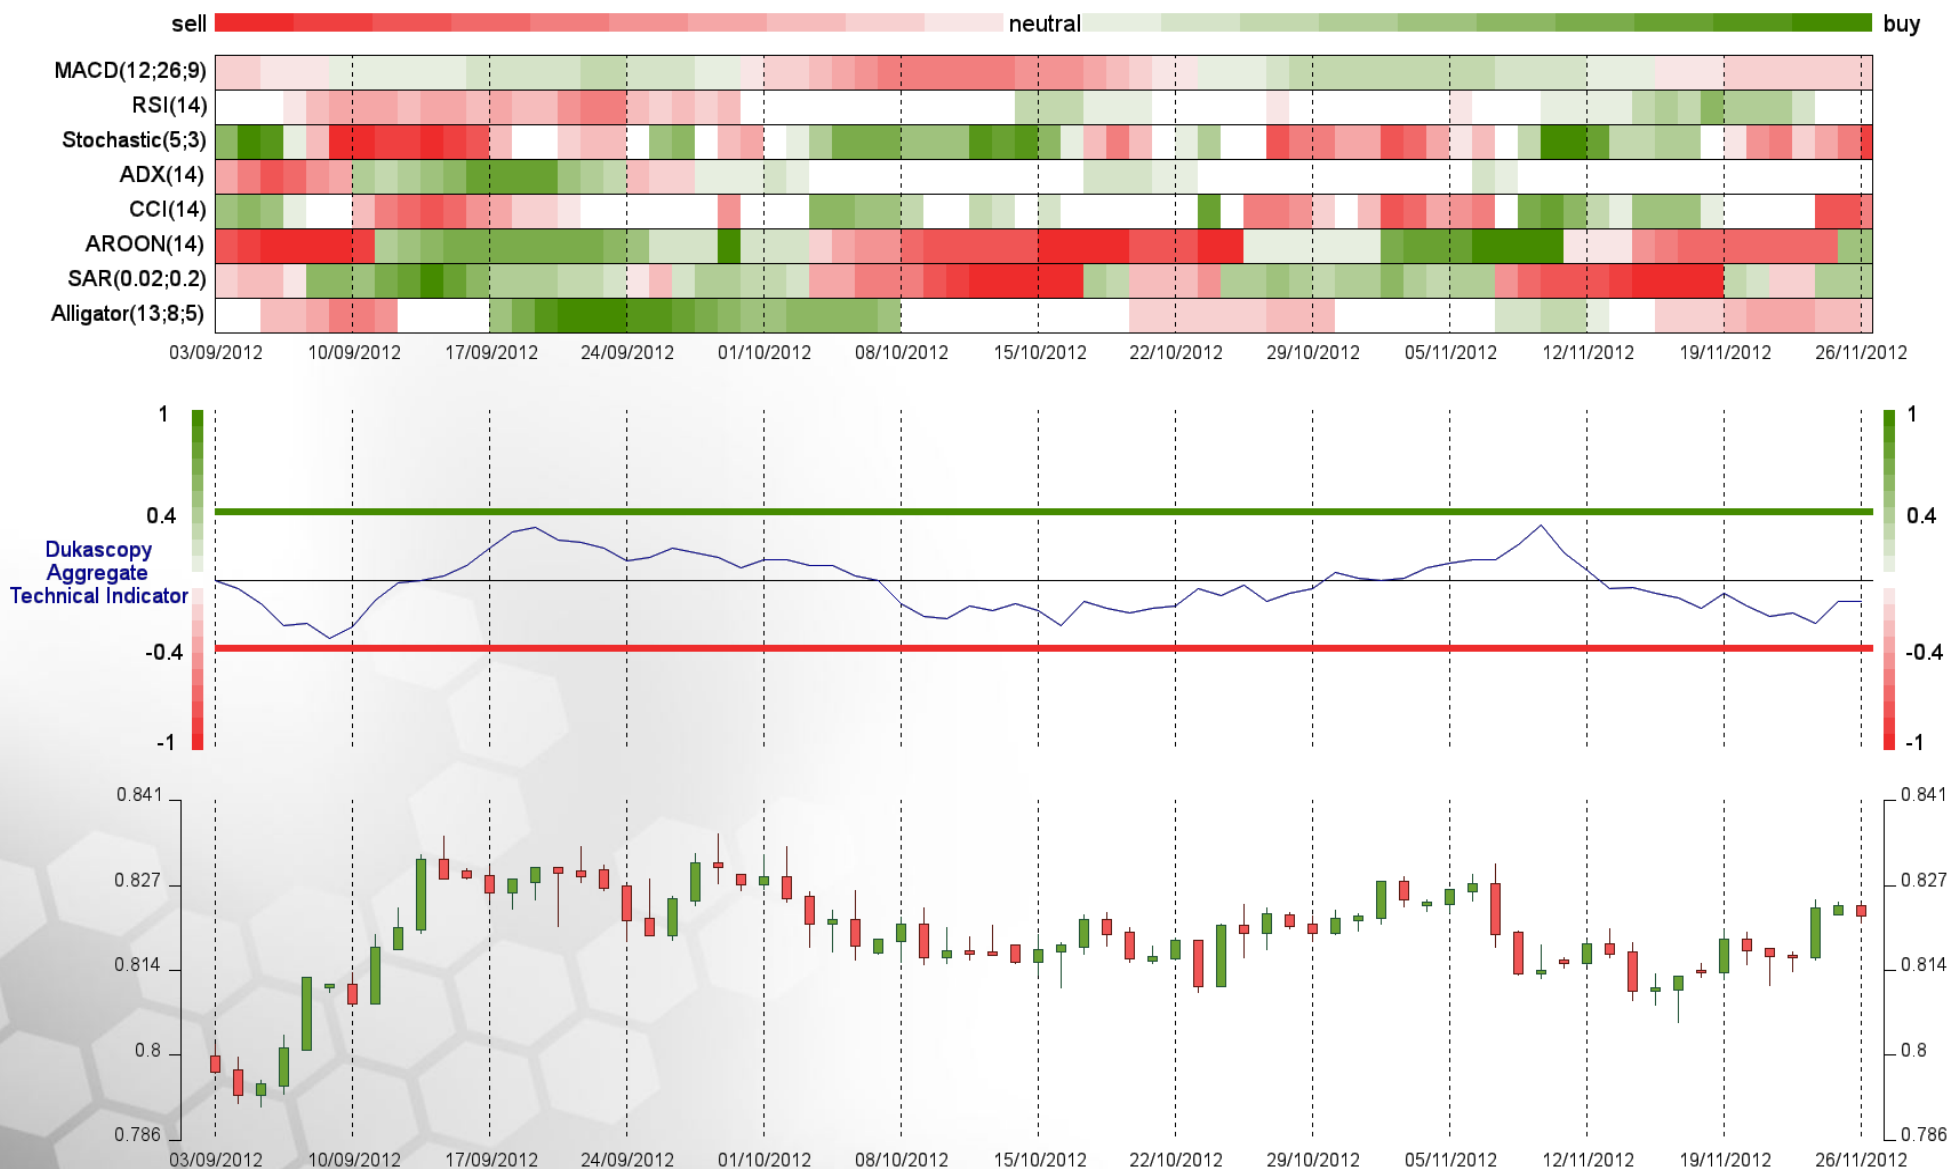 sell neutral buy
MACD(12;26;9)
RSI(14)
Stochastic(5;3)
ADX(14)
CCI(14)
AROON(14)
SAR(0.02;0.2)
Alligator(13;8;5)
03/09/2012 10/09/2012 17/09/2012 24/09/2012 01/10/2012 08/10/2012 15/10/2012 22/10/2012 29/10/2012 05/11/2012 12/11/2012 19/11/2012 26/11/2012
1 1
0.4 0.4
Dukascopy
Aggregate
Technical Indicator
-0.4 -0.4
-1 -1
0.841 0.841
0.827 0.827
0.814 0.814
0.8 0.8
0.786 0.786
03/09/2012 10/09/2012 17/09/2012 24/09/2012 01/10/2012 08/10/2012 15/10/2012 22/10/2012 29/10/2012 05/11/2012 12/11/2012 19/11/2012 26/11/2012